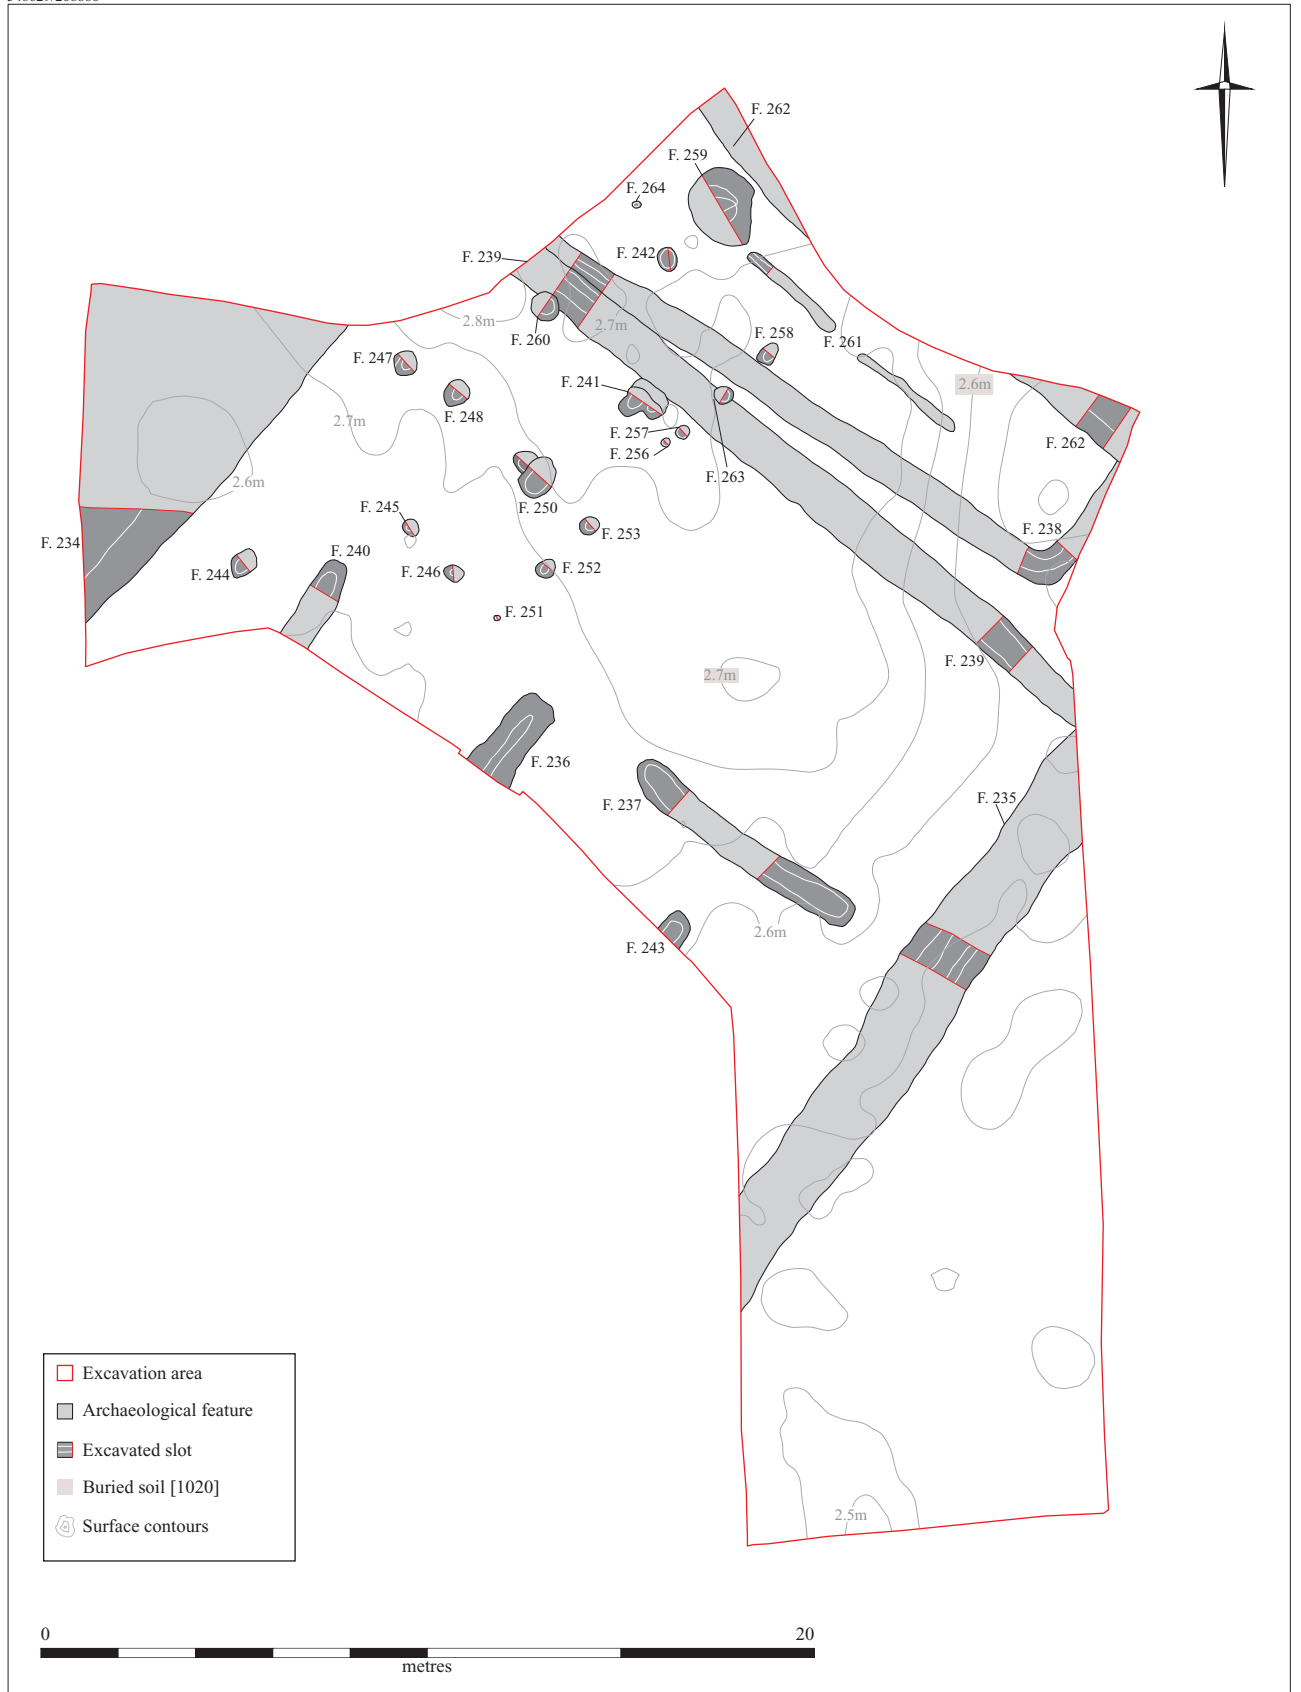 F. 262
F. 259
F. 264
F. 239
F. 242
2.8m
2.7m
F. 260
F. 258
F. 261
F. 247
F. 241
2.6m
F. 248
2.7m
F. 257
F. 256
F. 262
F. 263
2.6m
F. 250
F. 245
F. 253
F. 238
F. 234
F. 240
F. 244
F. 246
F. 252
F. 251
F. 239
2.7m
F. 236
F. 237
F. 235
2.6m
F. 243
Excavation area
Archaeological feature
Excavated slot
Buried soil [1020]
Surface contours
2.5m
0
20
metres